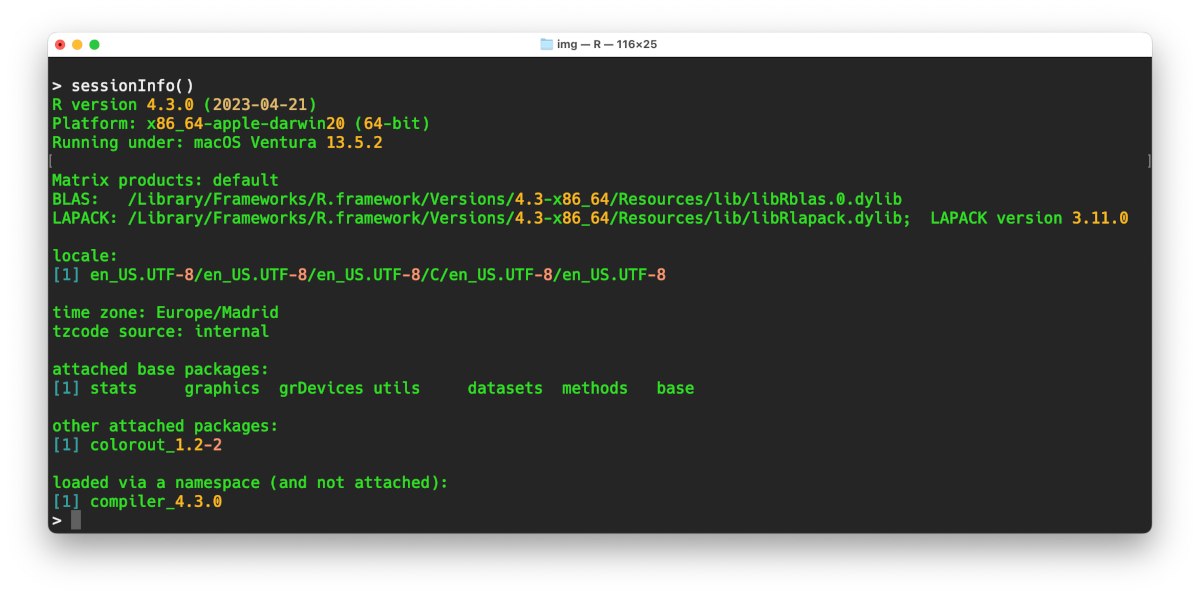 img — R — 116×25
> sessionInfo()
R version 4.3.0 (2023-04-21)
Platform: x86_64-apple-darwin20 (64-bit)
Running under: macOS Ventura 13.5.2
[ ]
Matrix products: default
BLAS:   /Library/Frameworks/R.framework/Versions/4.3-x86_64/Resources/lib/libRblas.0.dylib
LAPACK: /Library/Frameworks/R.framework/Versions/4.3-x86_64/Resources/lib/libRlapack.dylib;  LAPACK version 3.11.0
locale:
[1] en_US.UTF-8/en_US.UTF-8/en_US.UTF-8/C/en_US.UTF-8/en_US.UTF-8
time zone: Europe/Madrid
tzcode source: internal
attached base packages:
[1] stats     graphics  grDevices utils     datasets  methods   base
other attached packages:
[1] colorout_1.2-2
loaded via a namespace (and not attached):
[1] compiler_4.3.0
>